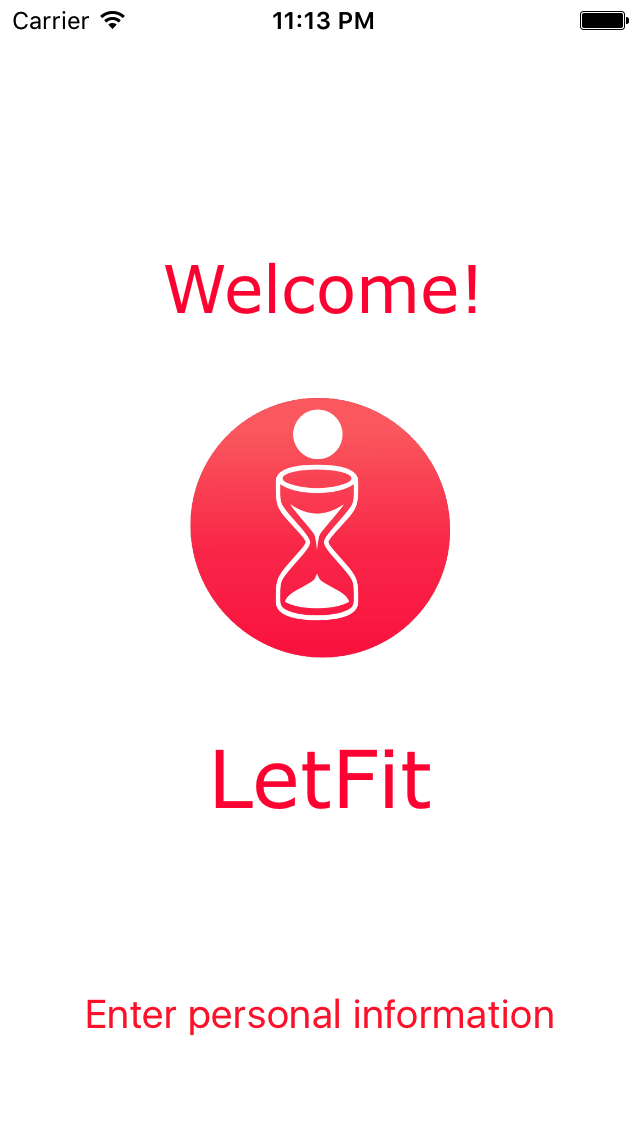 Carrier 11:13 PM
Welcome!
LetFit
Enter personal information